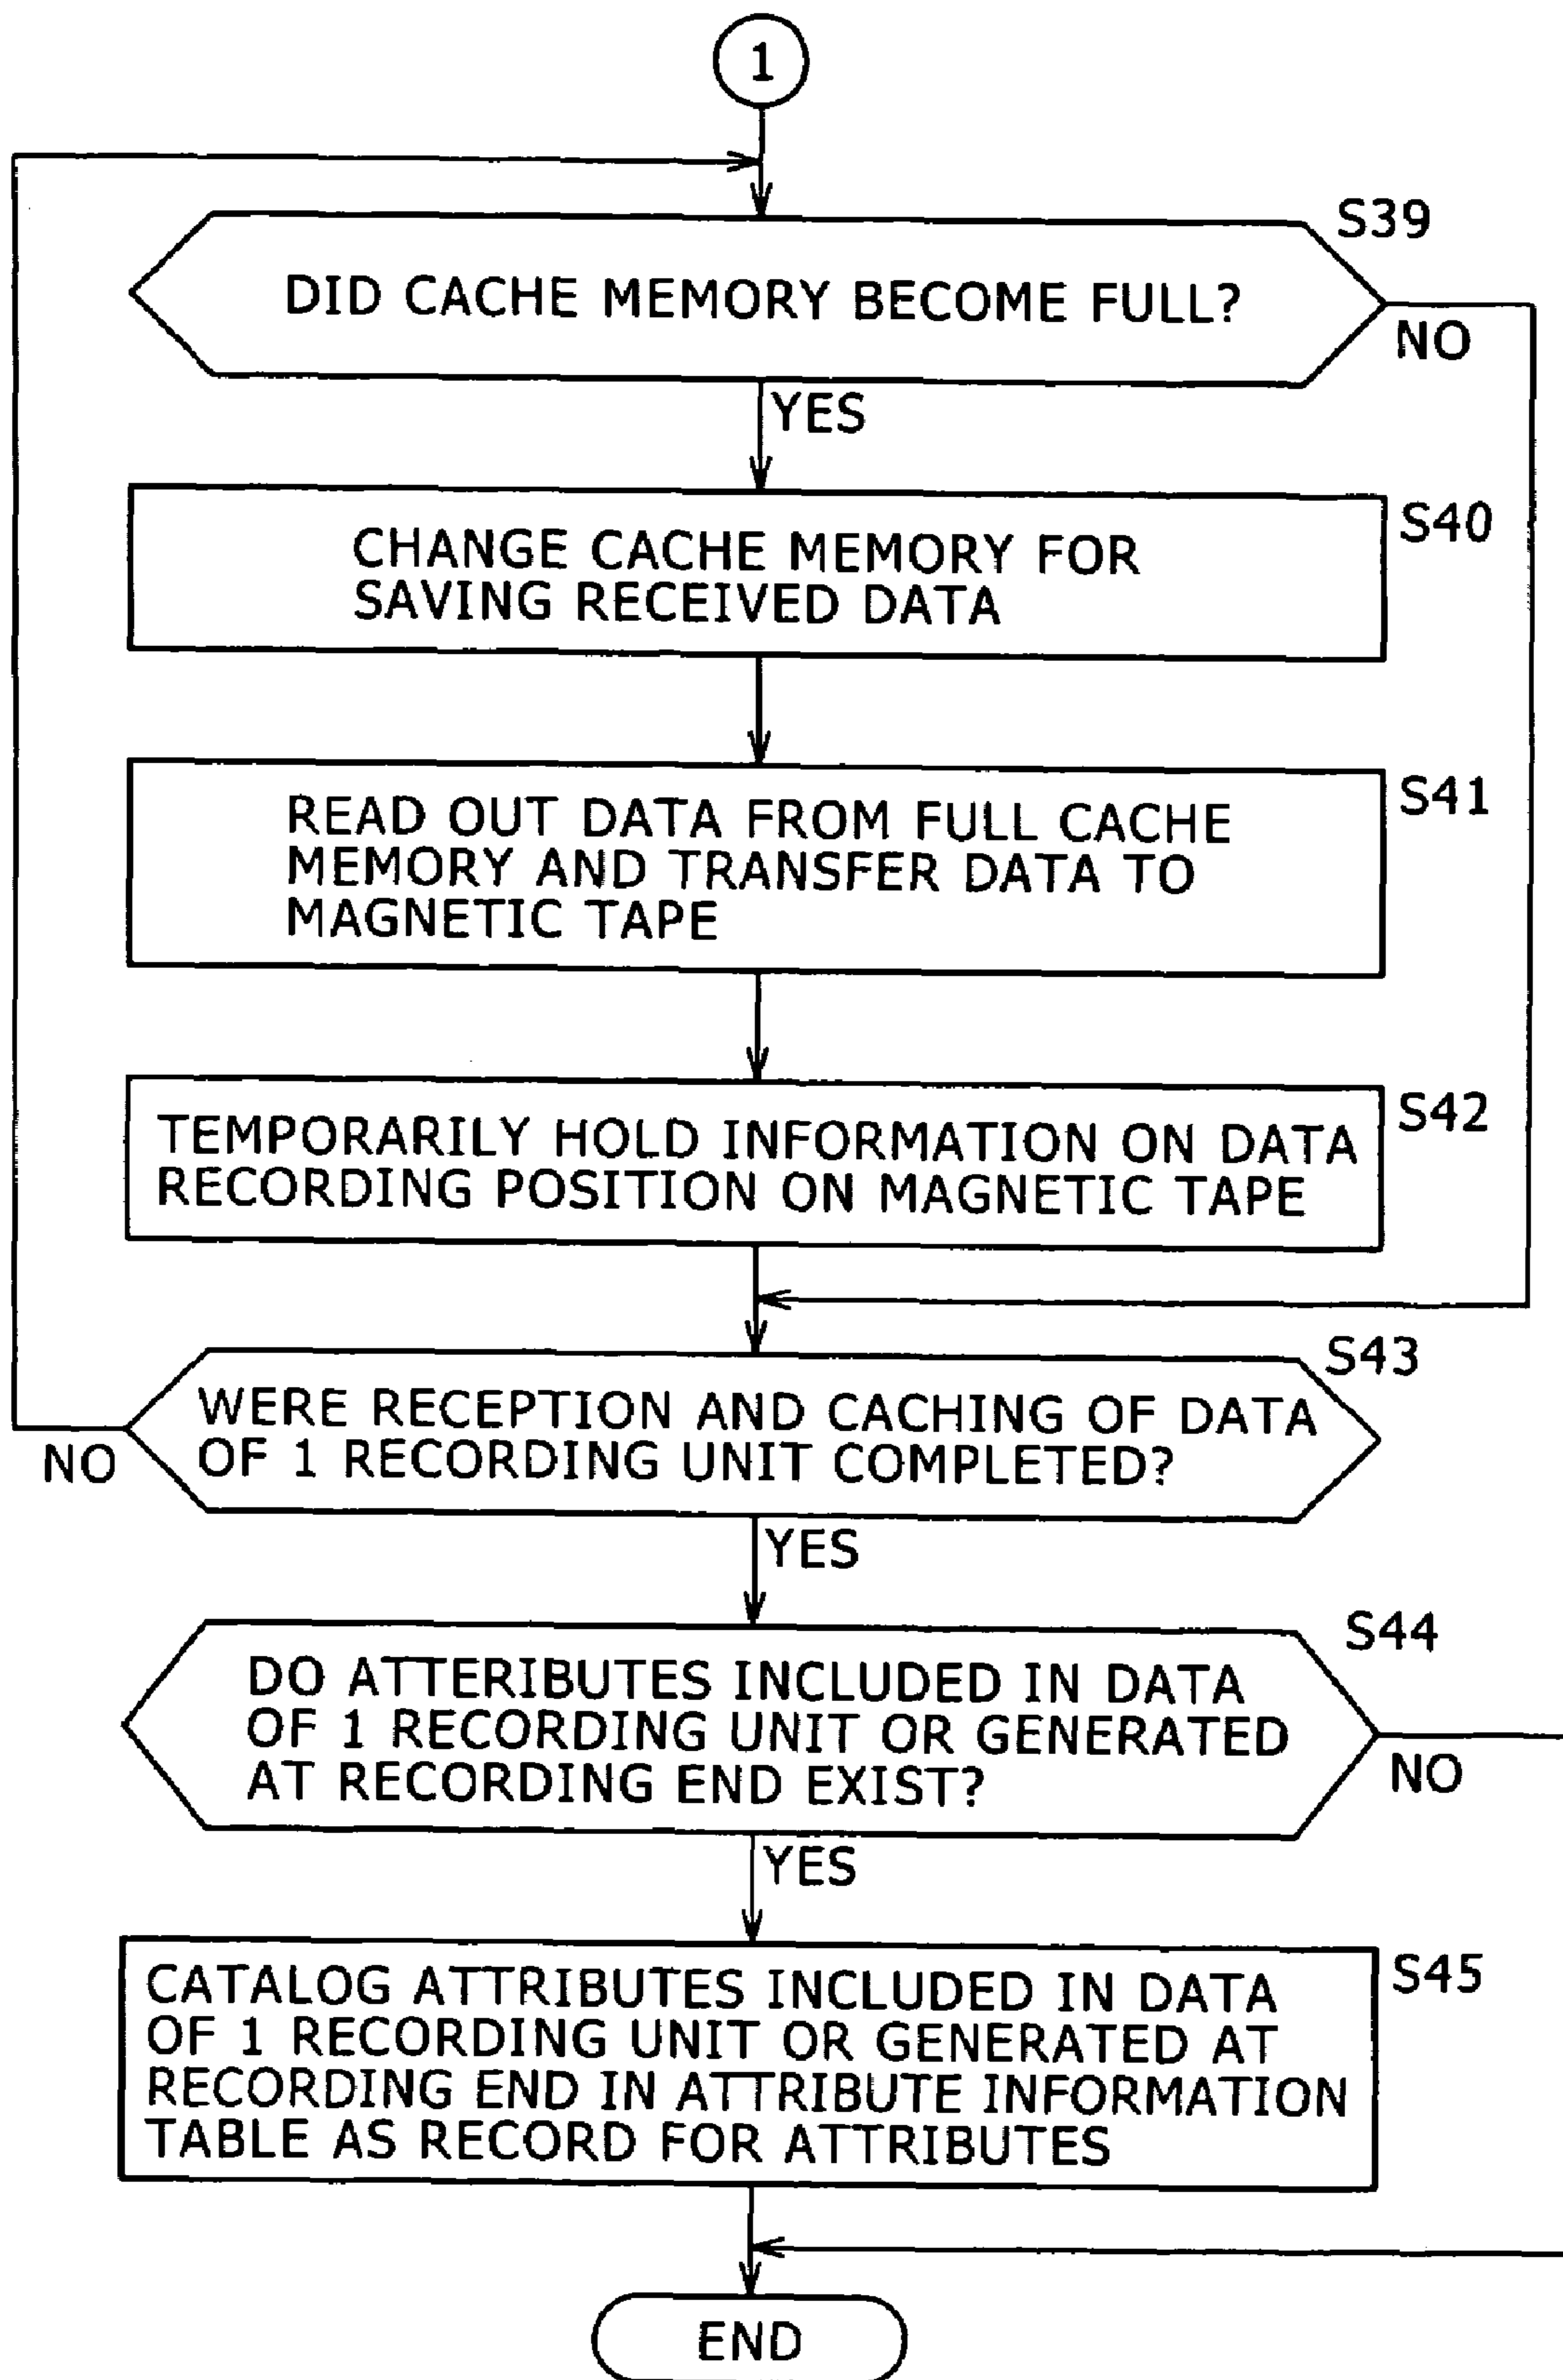 1
S39
DID CACHE MEMORY BECOME FULL?
NO
YES
S40
CHANGE CACHE MEMORY FOR
SAVING RECEIVED DATA
S41
READ OUT DATA FROM FULL CACHE
MEMORY AND TRANSFER DATA TO
MAGNETIC TAPE
S42
TEMPORARILY HOLD INFORMATION ON DATA
RECORDING POSITION ON MAGNETIC TAPE
S43
WERE RECEPTION AND CACHING OF DATA
OF 1 RECORDING UNIT COMPLETED?
NO
YES
S44
DO ATTERIBUTES INCLUDED IN DATA
OF 1 RECORDING UNIT OR GENERATED
AT RECORDING END EXIST?
NO
YES
S45
CATALOG ATTRIBUTES INCLUDED IN DATA
OF 1 RECORDING UNIT OR GENERATED AT
RECORDING END IN ATTRIBUTE INFORMATION
TABLE AS RECORD FOR ATTRIBUTES
END